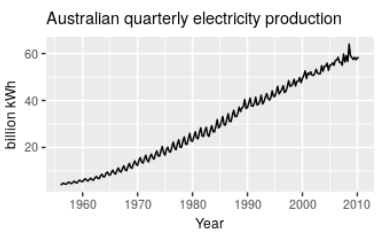 Australian quarterly electricity production
billion kWh
60
40
20
1960 1970 1980 1990 2000 2010
Year